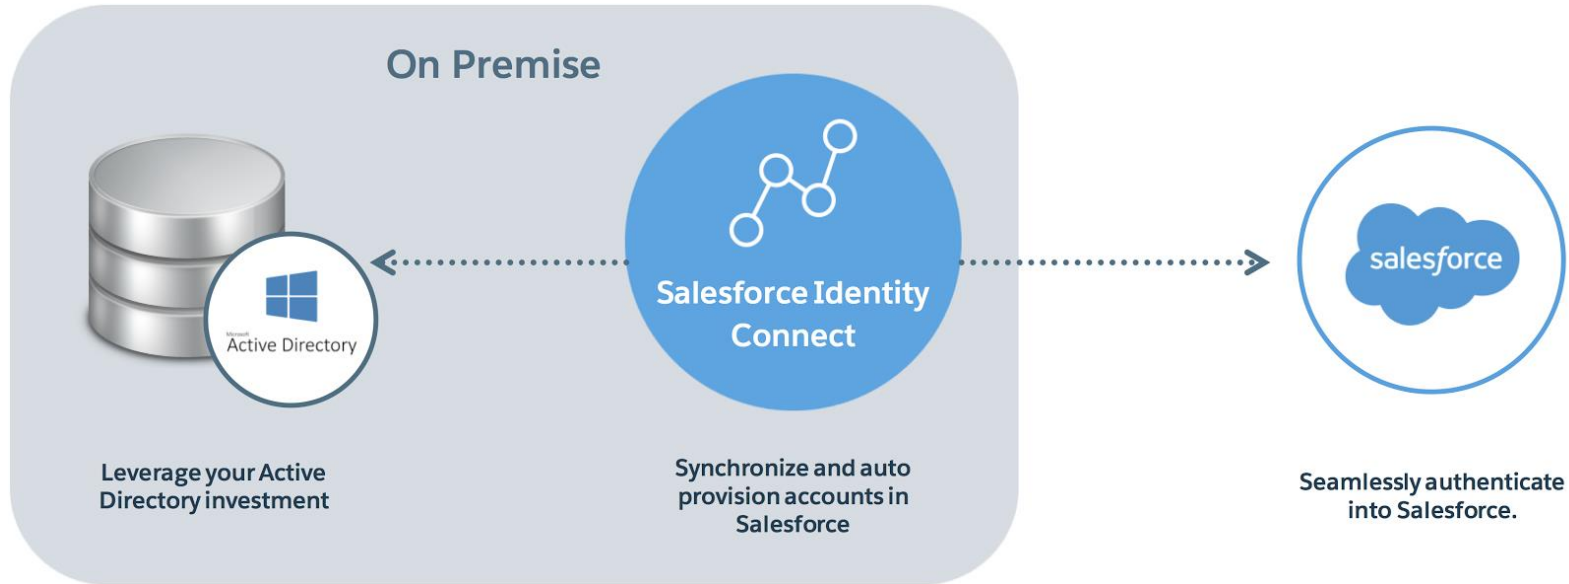 On Premise
Microsoft
Active Directory
Salesforce Identity
Connect
salesforce
Leverage your Active
Directory investment
Synchronize and auto
provision accounts in
Salesforce
Seamlessly authenticate
into Salesforce.